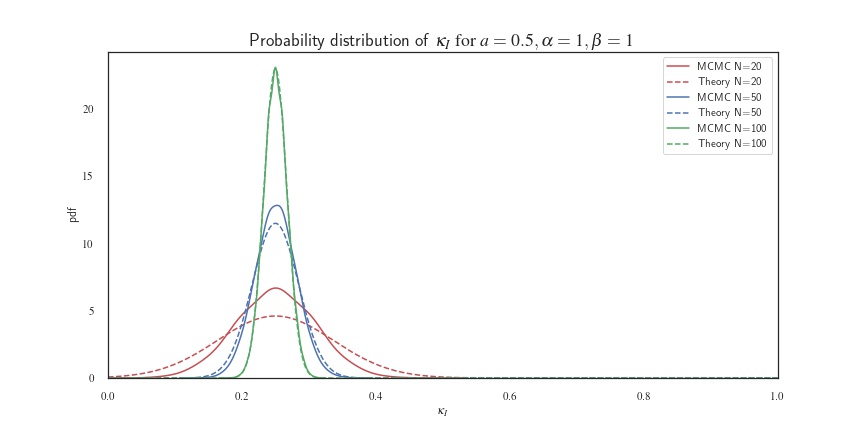 Probability distribution of κ_I for a = 0.5, α = 1, β = 1
MCMC N=20
Theory N=20
MCMC N=50
Theory N=50
MCMC N=100
Theory N=100
pdf
20
15
10
5
0
0.0 0.2 0.4 0.6 0.8 1.0
κ_I